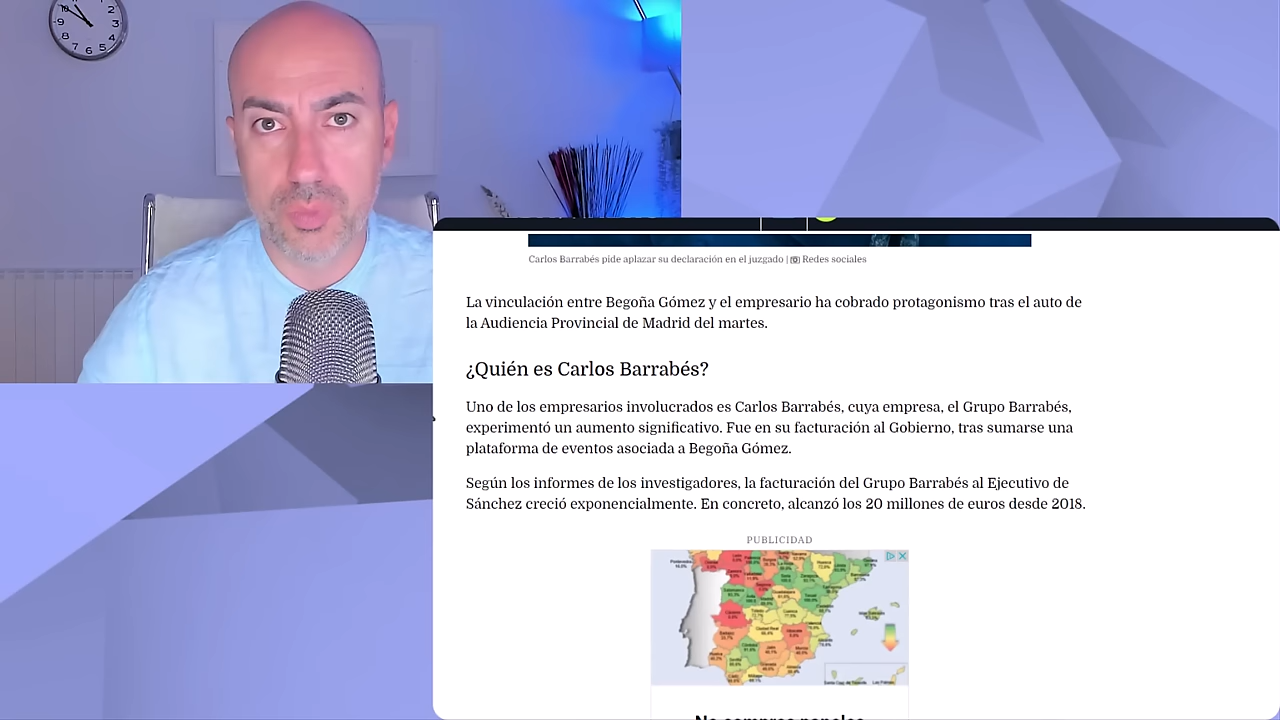 Carlos Barrabés pide aplazar su declaración en el juzgado | Redes sociales
La vinculación entre Begoña Gómez y el empresario ha cobrado protagonismo tras el auto de
la Audiencia Provincial de Madrid del martes.
¿Quién es Carlos Barrabés?
Uno de los empresarios involucrados es Carlos Barrabés, cuya empresa, el Grupo Barrabés,
experimentó un aumento significativo. Fue en su facturación al Gobierno, tras sumarse una
plataforma de eventos asociada a Begoña Gómez.
Según los informes de los investigadores, la facturación del Grupo Barrabés al Ejecutivo de
Sánchez creció exponencialmente. En concreto, alcanzó los 20 millones de euros desde 2018.
PUBLICIDAD